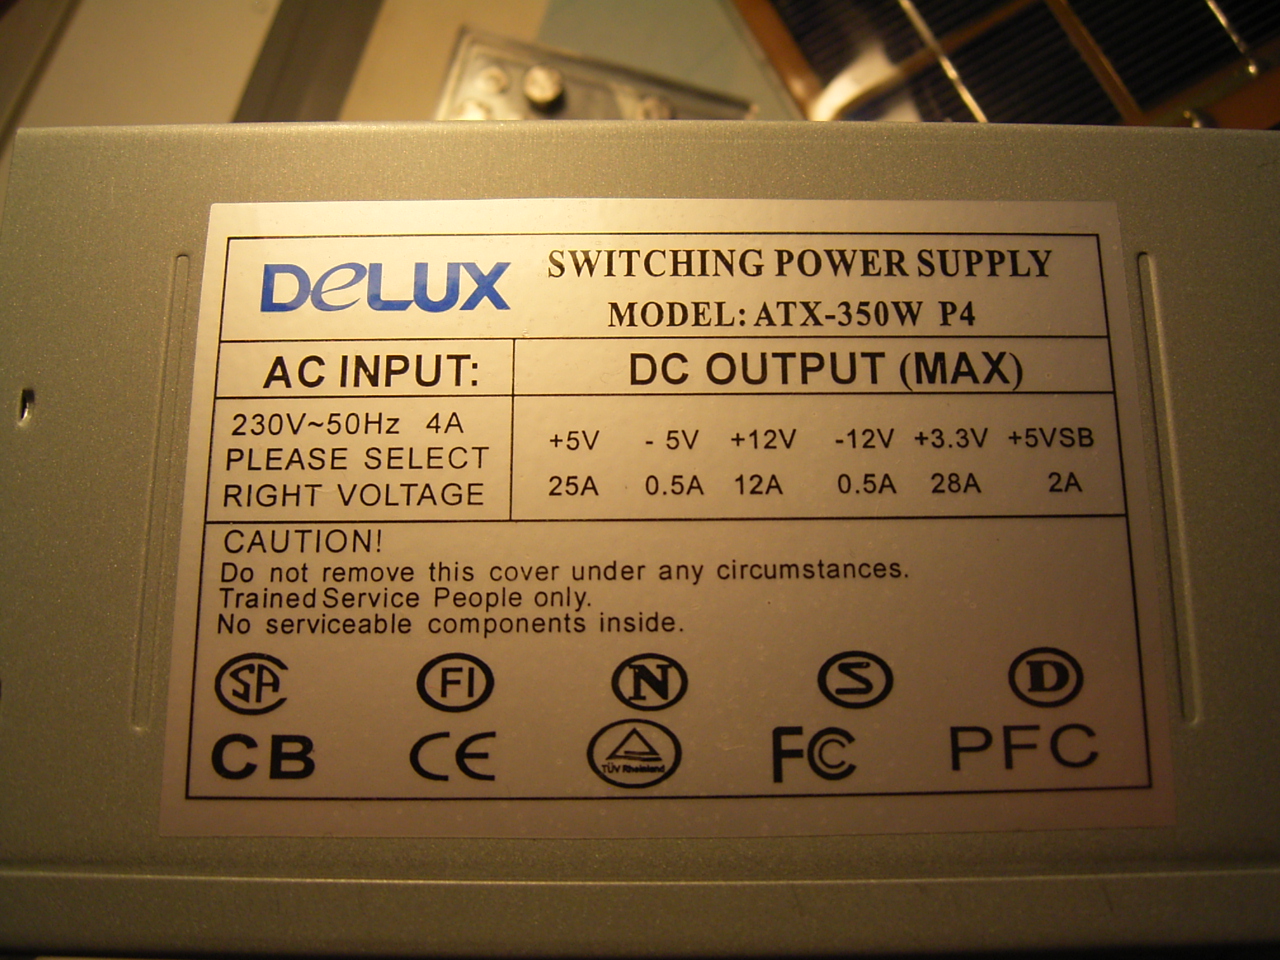 DeLUX
SWITCHING POWER SUPPLY
MODEL: ATX-350W P4
AC INPUT:
DC OUTPUT (MAX)
230V~50Hz 4A
PLEASE SELECT
RIGHT VOLTAGE
+5V - 5V +12V -12V +3.3V +5VSB
25A 0.5A 12A 0.5A 28A 2A
CAUTION!
Do not remove this cover under any circumstances.
Trained Service People only.
No serviceable components inside.
SA FI N S D
CB CE TÜV Rheinland FC PFC